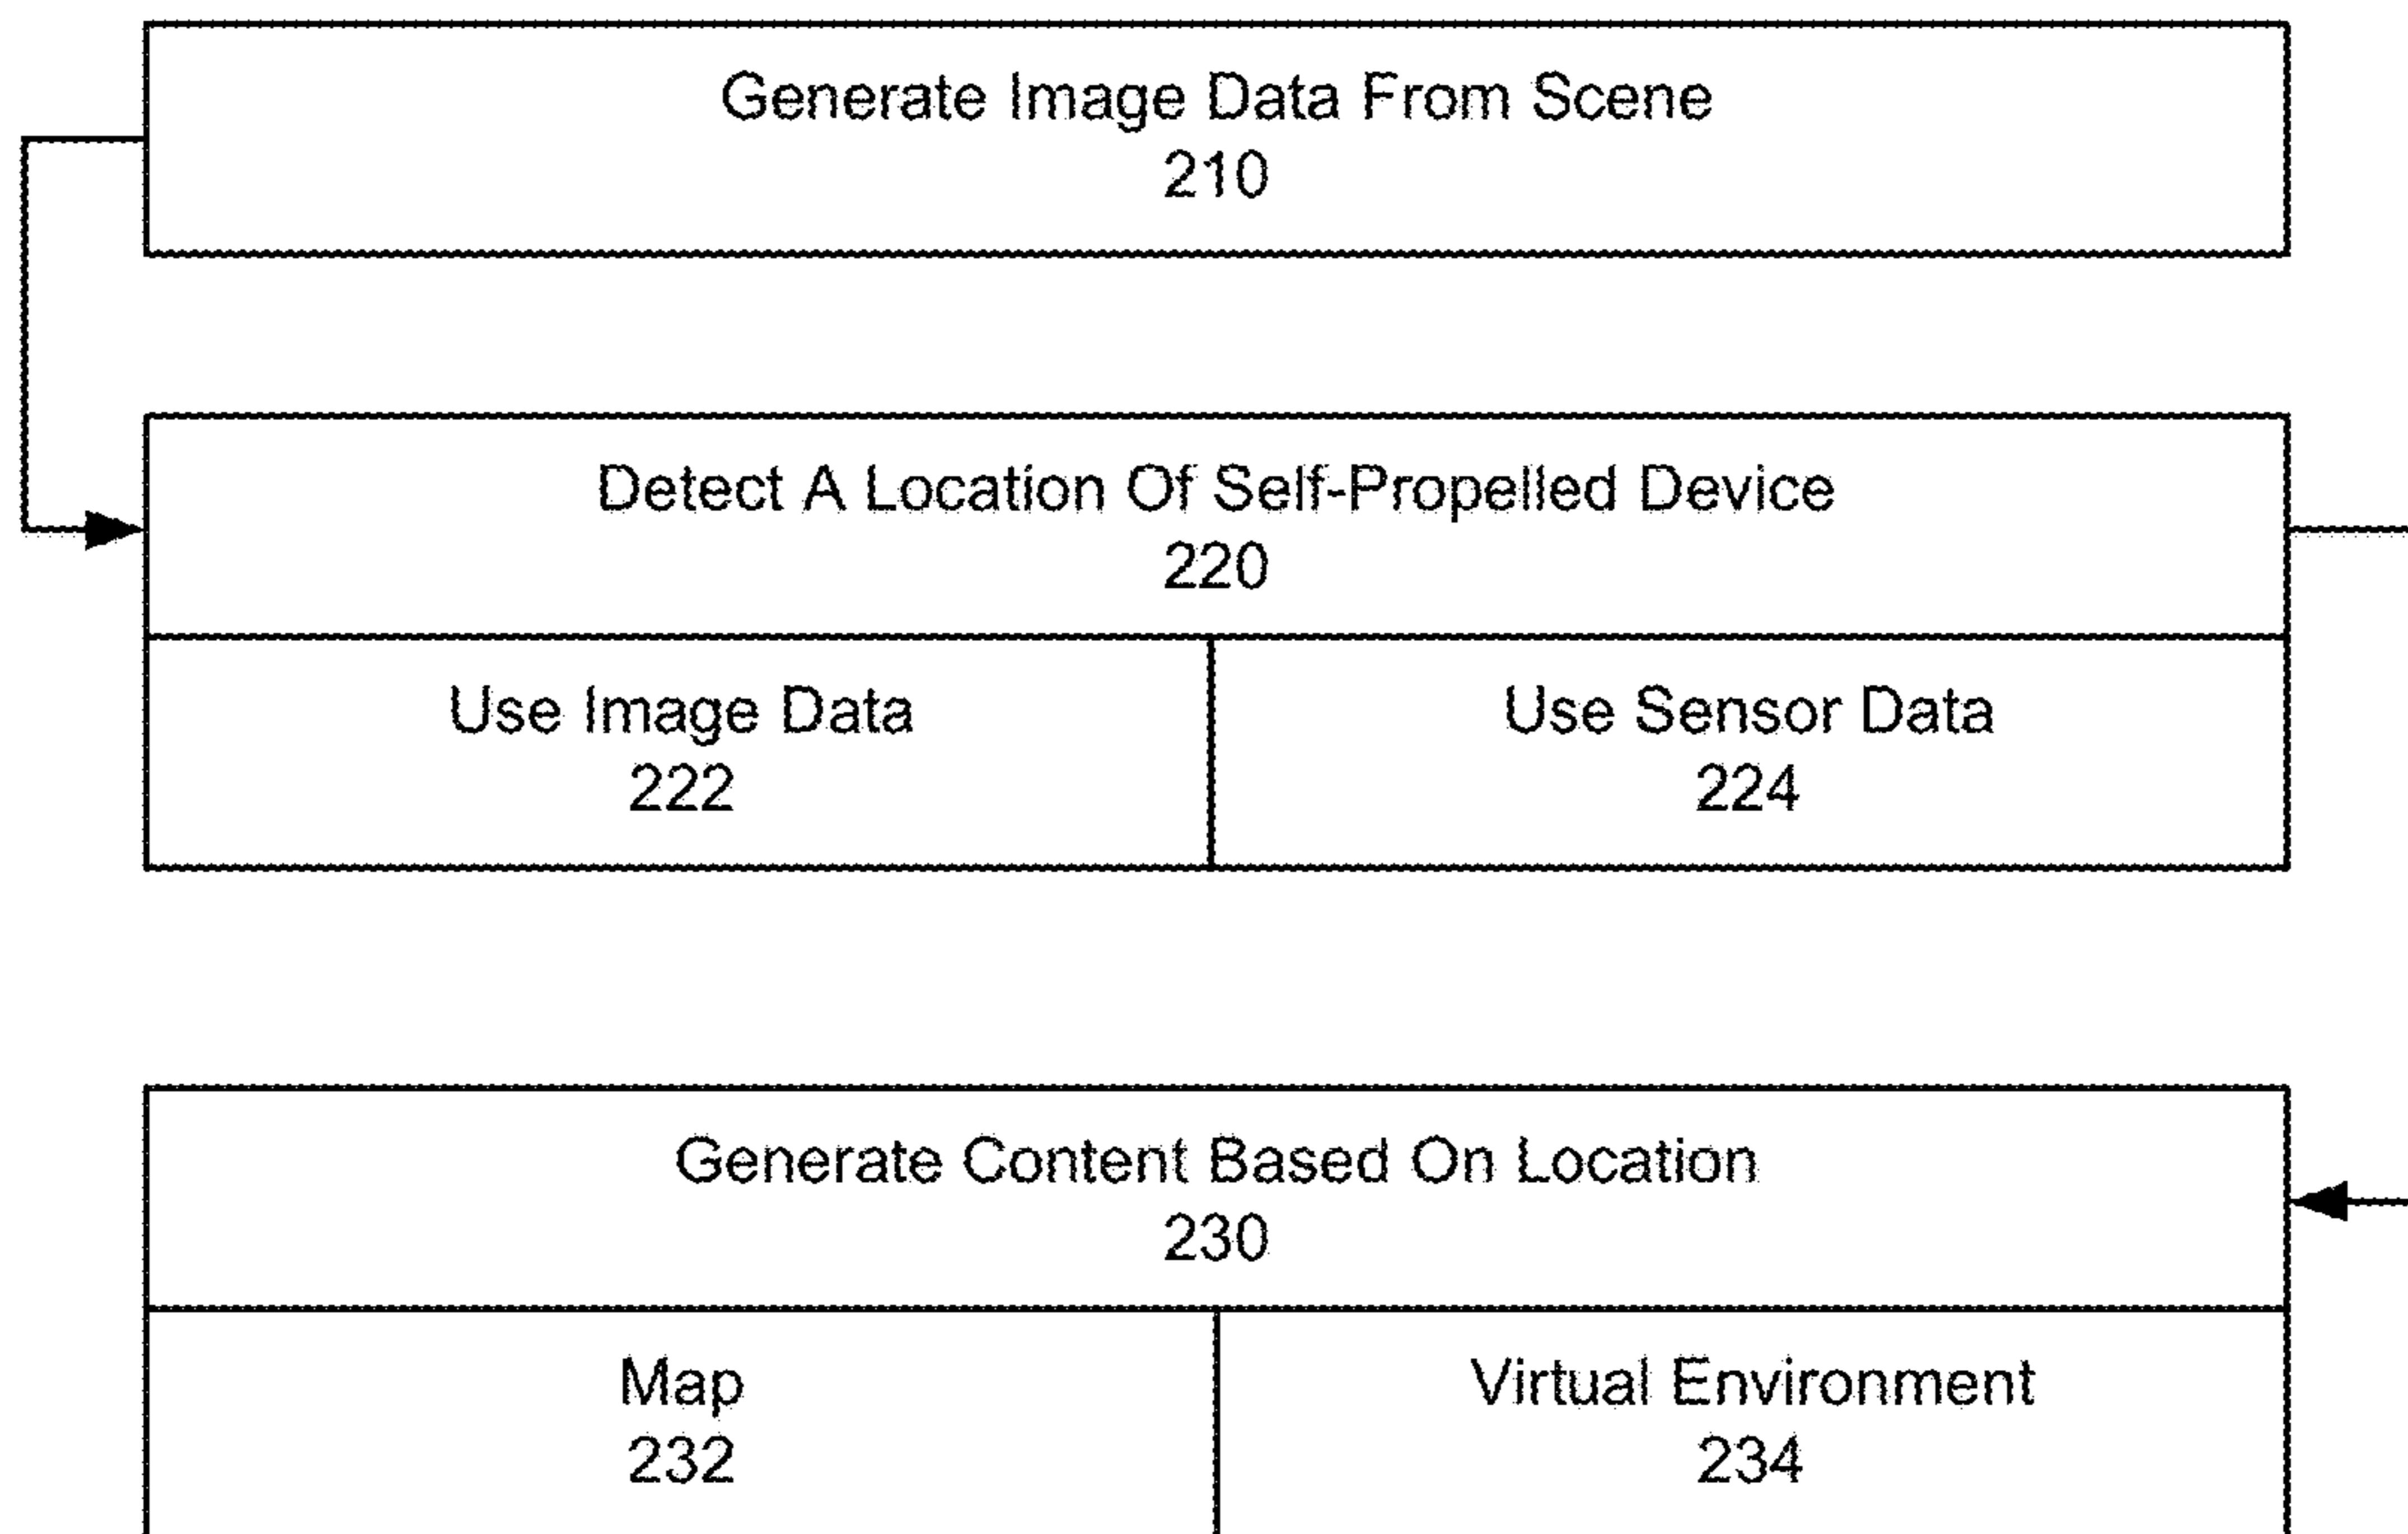 Generate Image Data From Scene
210
Detect A Location Of Self-Propelled Device
220
Use Image Data
222
Use Sensor Data
224
Generate Content Based On Location
230
Map
232
Virtual Environment
234